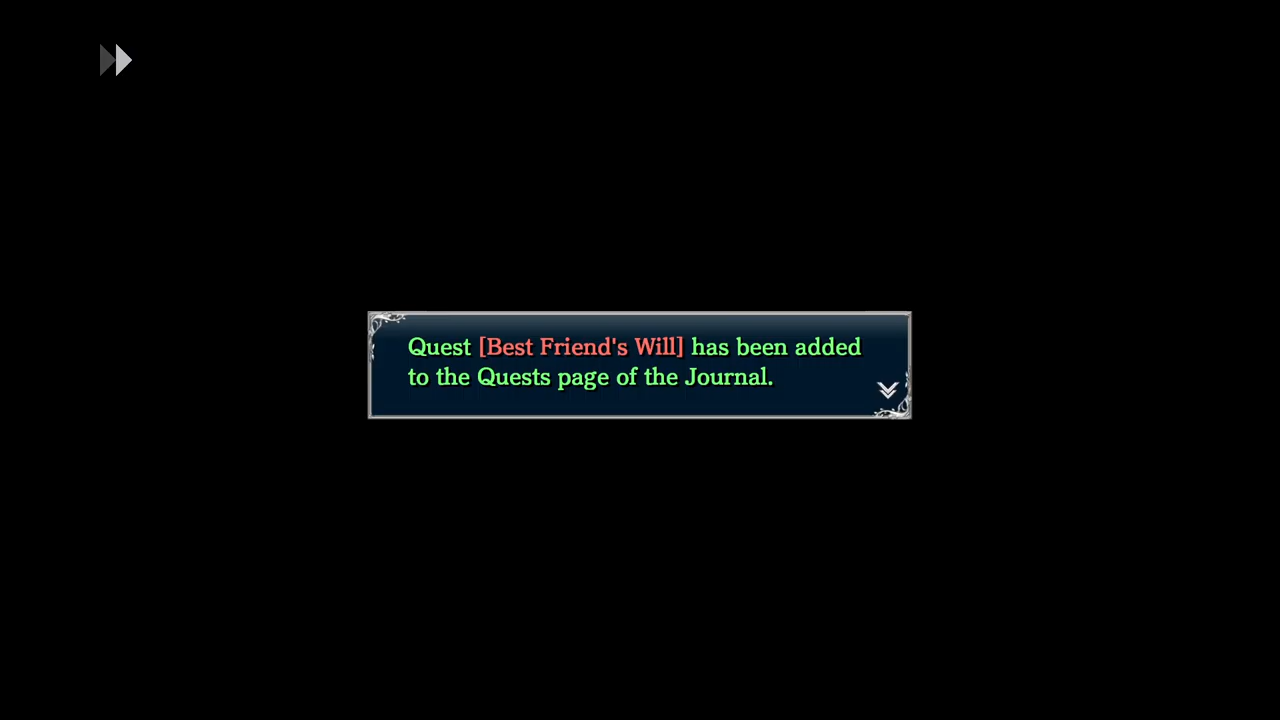 Quest [Best Friend's Will] has been added
to the Quests page of the Journal.